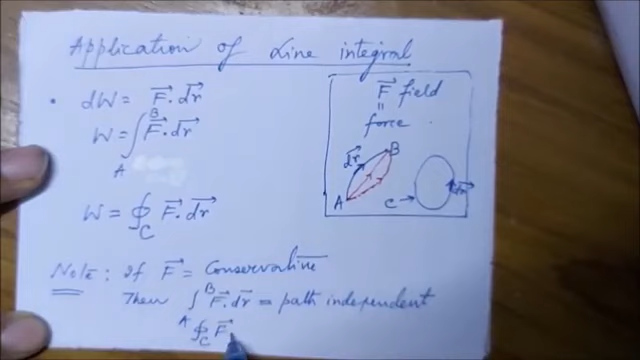 Application of Line integral
• dW = F⃗ · dr⃗
W = ∫_A^B F⃗ · dr⃗
W = ∮_C F⃗ · dr⃗
F⃗ field
=
force
dr⃗
B
A
C
dr⃗
Note : If F⃗ = Conservative
Then ∫_A^B F⃗ · dr⃗ = path independent
∮_C F⃗